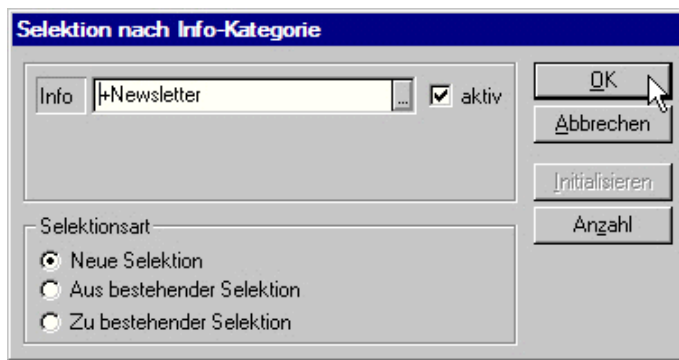 Selektion nach Info-Kategorie
Info +Newsletter ... aktiv
OK
Abbrechen
Initialisieren
Anzahl
Selektionsart
Neue Selektion
Aus bestehender Selektion
Zu bestehender Selektion